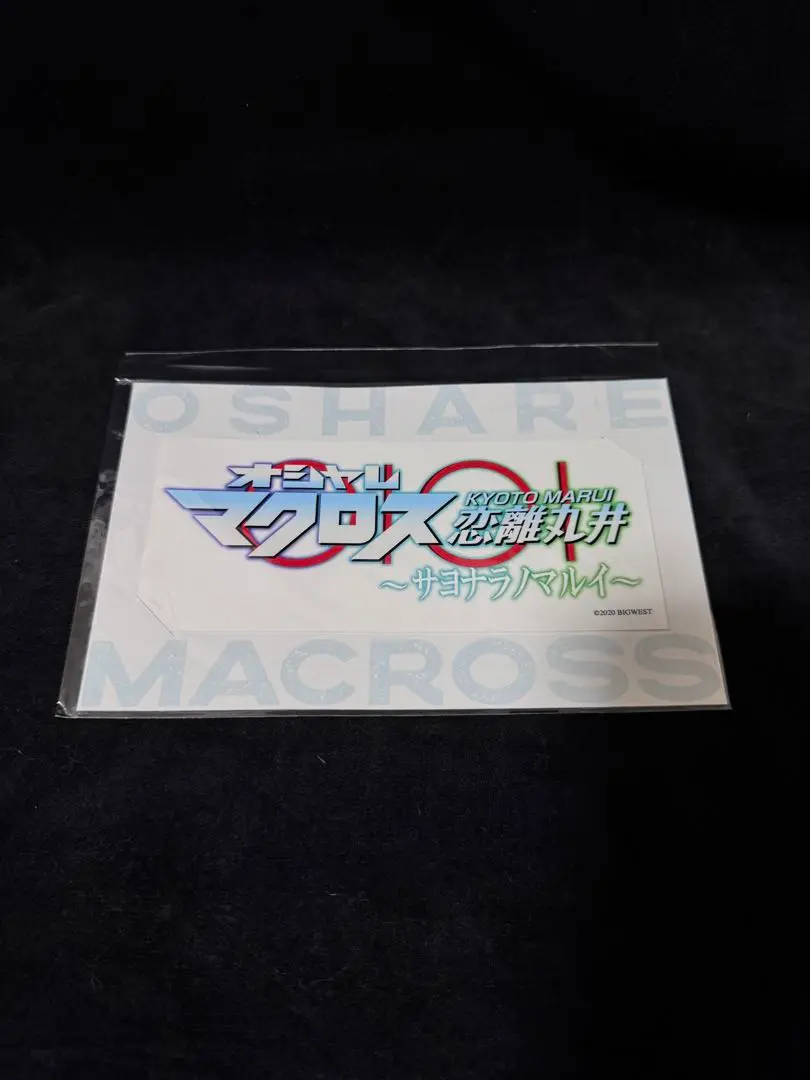 OSHARE
オシャレ
マクロス
KYOTO MARUI
恋離丸井
OIOI
～サヨナラノマルイ～
©2020 BIGWEST
MACROSS